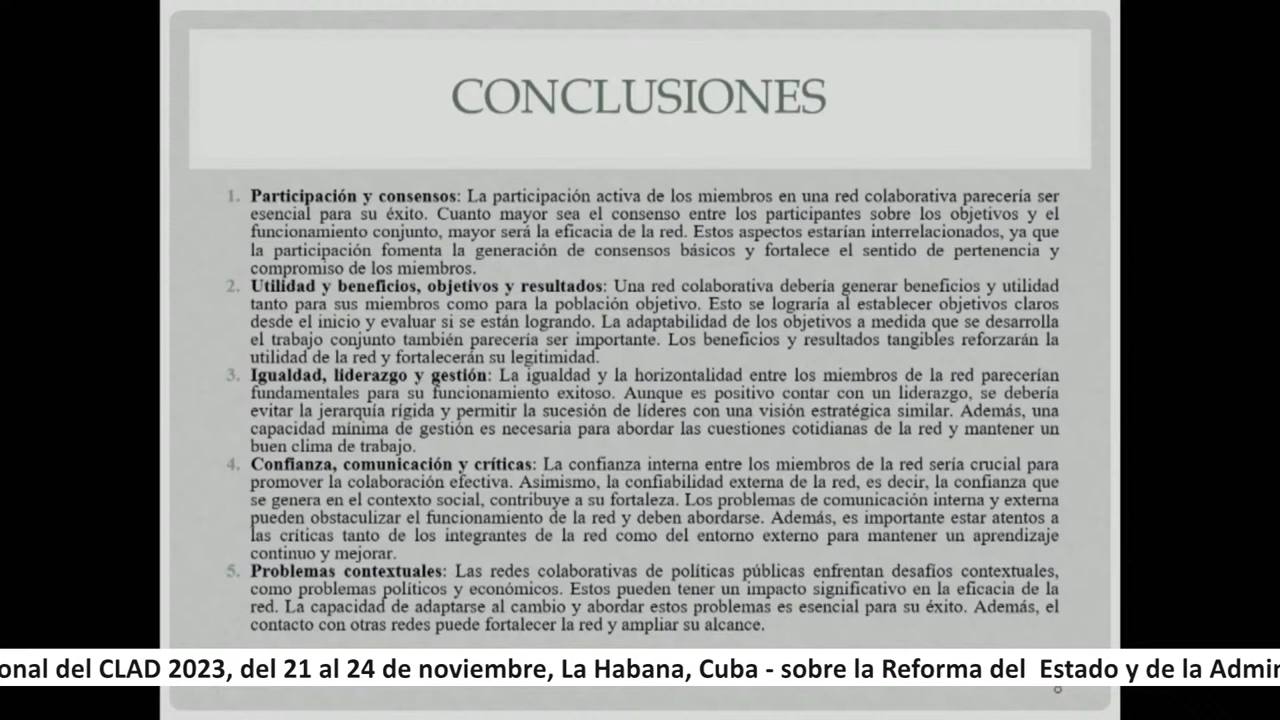 CONCLUSIONES
1. Participación y consensos: La participación activa de los miembros en una red colaborativa parecería ser
esencial para su éxito. Cuanto mayor sea el consenso entre los participantes sobre los objetivos y el
funcionamiento conjunto, mayor será la eficacia de la red. Estos aspectos estarían interrelacionados, ya que
la participación fomenta la generación de consensos básicos y fortalece el sentido de pertenencia y
compromiso de los miembros.
2. Utilidad y beneficios, objetivos y resultados: Una red colaborativa debería generar beneficios y utilidad
tanto para sus miembros como para la población objetivo. Esto se lograría al establecer objetivos claros
desde el inicio y evaluar si se están logrando. La adaptabilidad de los objetivos a medida que se desarrolla
el trabajo conjunto también parecería ser importante. Los beneficios y resultados tangibles reforzarán la
utilidad de la red y fortalecerán su legitimidad.
3. Igualdad, liderazgo y gestión: La igualdad y la horizontalidad entre los miembros de la red parecerían
fundamentales para su funcionamiento exitoso. Aunque es positivo contar con un liderazgo, se debería
evitar la jerarquía rígida y permitir la sucesión de líderes con una visión estratégica similar. Además, una
capacidad mínima de gestión es necesaria para abordar las cuestiones cotidianas de la red y mantener un
buen clima de trabajo.
4. Confianza, comunicación y críticas: La confianza interna entre los miembros de la red sería crucial para
promover la colaboración efectiva. Asimismo, la confiabilidad externa de la red, es decir, la confianza que
se genera en el contexto social, contribuye a su fortaleza. Los problemas de comunicación interna y externa
pueden obstaculizar el funcionamiento de la red y deben abordarse. Además, es importante estar atentos a
las críticas tanto de los integrantes de la red como del entorno externo para mantener un aprendizaje
continuo y mejorar.
5. Problemas contextuales: Las redes colaborativas de políticas públicas enfrentan desafíos contextuales,
como problemas políticos y económicos. Estos pueden tener un impacto significativo en la eficacia de la
red. La capacidad de adaptarse al cambio y abordar estos problemas es esencial para su éxito. Además, el
contacto con otras redes puede fortalecer la red y ampliar su alcance.
onal del CLAD 2023, del 21 al 24 de noviembre, La Habana, Cuba - sobre la Reforma del Estado y de la Admin